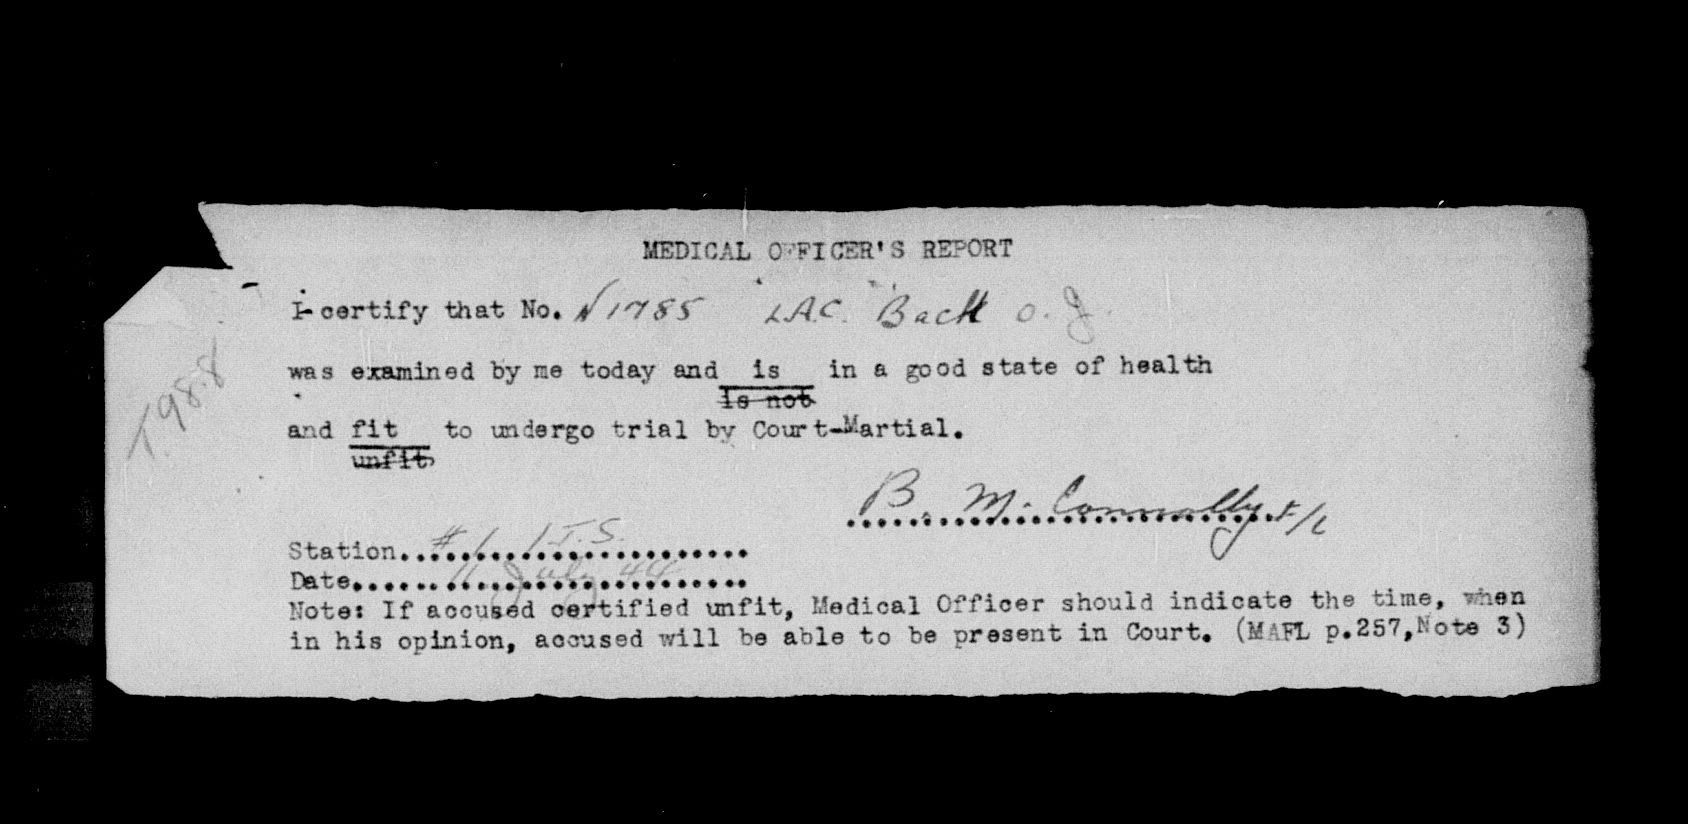 MEDICAL OFFICER'S REPORT
I certify that No. N1785 LAC. Back O. J.
was examined by me today and is in a good state of health
is not
and fit to undergo trial by Court-Martial.
unfit
T.98.8
B. M. Connolly F/L
Station..#1 I.T.S.
Date..11 July 44
Note: If accused certified unfit, Medical Officer should indicate the time, when
in his opinion, accused will be able to be present in Court. (MAFL p.257,Note 3)